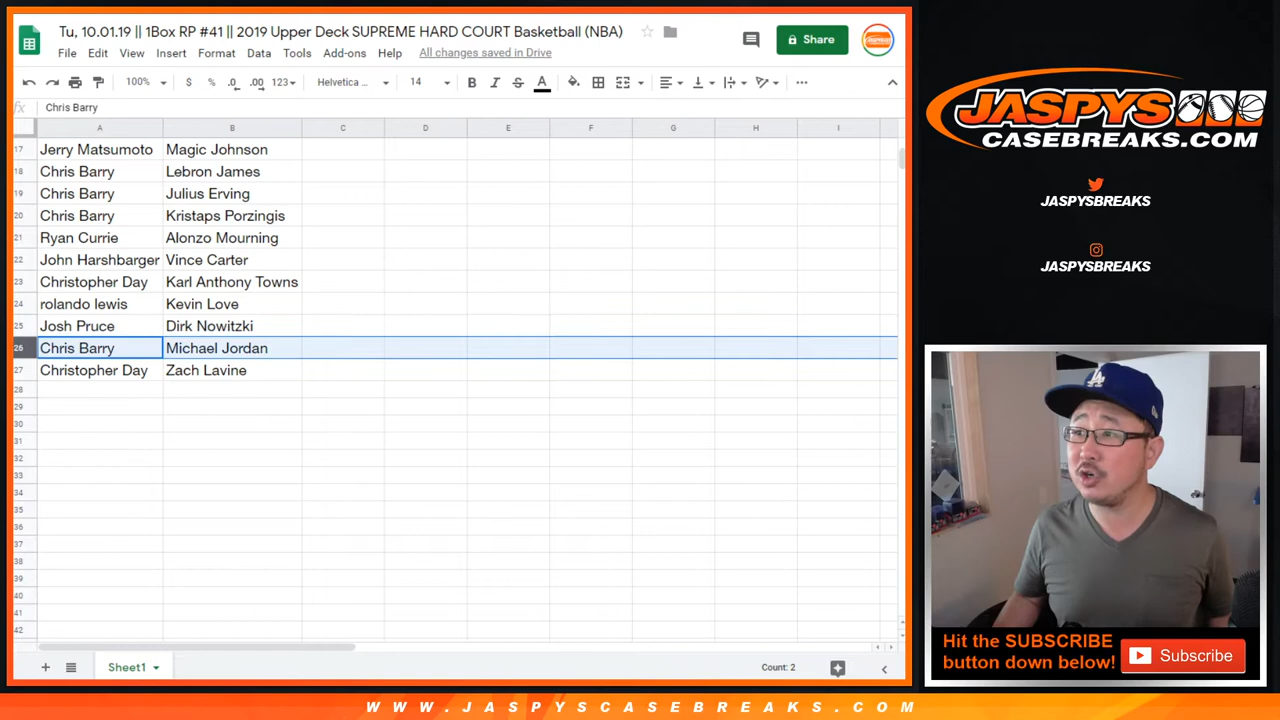 Tu, 10.01.19 || 1Box RP #41 || 2019 Upper Deck SUPREME HARD COURT Basketball (NBA)
File Edit View Insert Format Data Tools Add-ons Help All changes saved in Drive
Share
100% $ % .0 .00 123 Helvetica ... 14 B I S A
fx Chris Barry
A B C D E F G H I
17 Jerry Matsumoto Magic Johnson
18 Chris Barry Lebron James
19 Chris Barry Julius Erving
20 Chris Barry Kristaps Porzingis
21 Ryan Currie Alonzo Mourning
22 John Harshbarger Vince Carter
23 Christopher Day Karl Anthony Towns
24 rolando lewis Kevin Love
25 Josh Pruce Dirk Nowitzki
26 Chris Barry Michael Jordan
27 Christopher Day Zach Lavine
28
29
30
31
32
33
34
35
36
37
38
39
40
41
42
Sheet1 Count: 2
JASPYS
CASEBREAKS.COM
JASPYSBREAKS
JASPYSBREAKS
LA
Hit the SUBSCRIBE
button down below!
Subscribe
WWW.JASPYSCASEBREAKS.COM